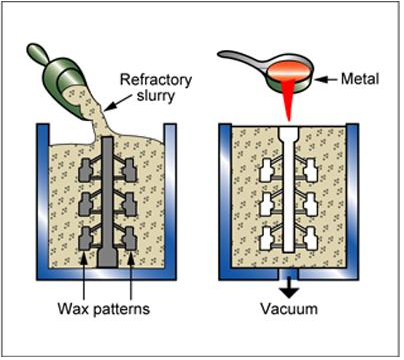 Refractory
slurry
Metal
Wax patterns
Vacuum